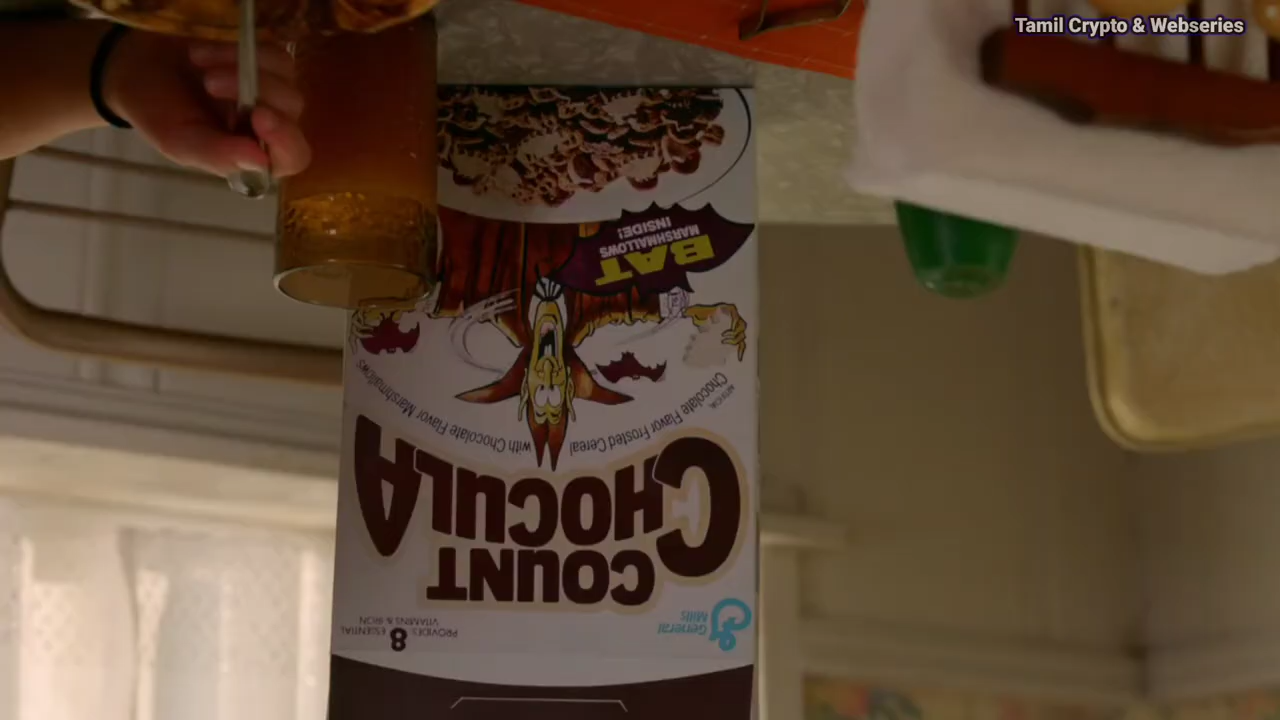 Tamil Crypto & Webseries
General
Mills
PROVIDES 8 ESSENTIAL
VITAMINS & IRON
COUNT
CHOCULA
ARTIFICIAL
Chocolate Flavor Frosted Cereal with Chocolate Flavor Marshmallows
BAT
MARSHMALLOWS
INSIDE!